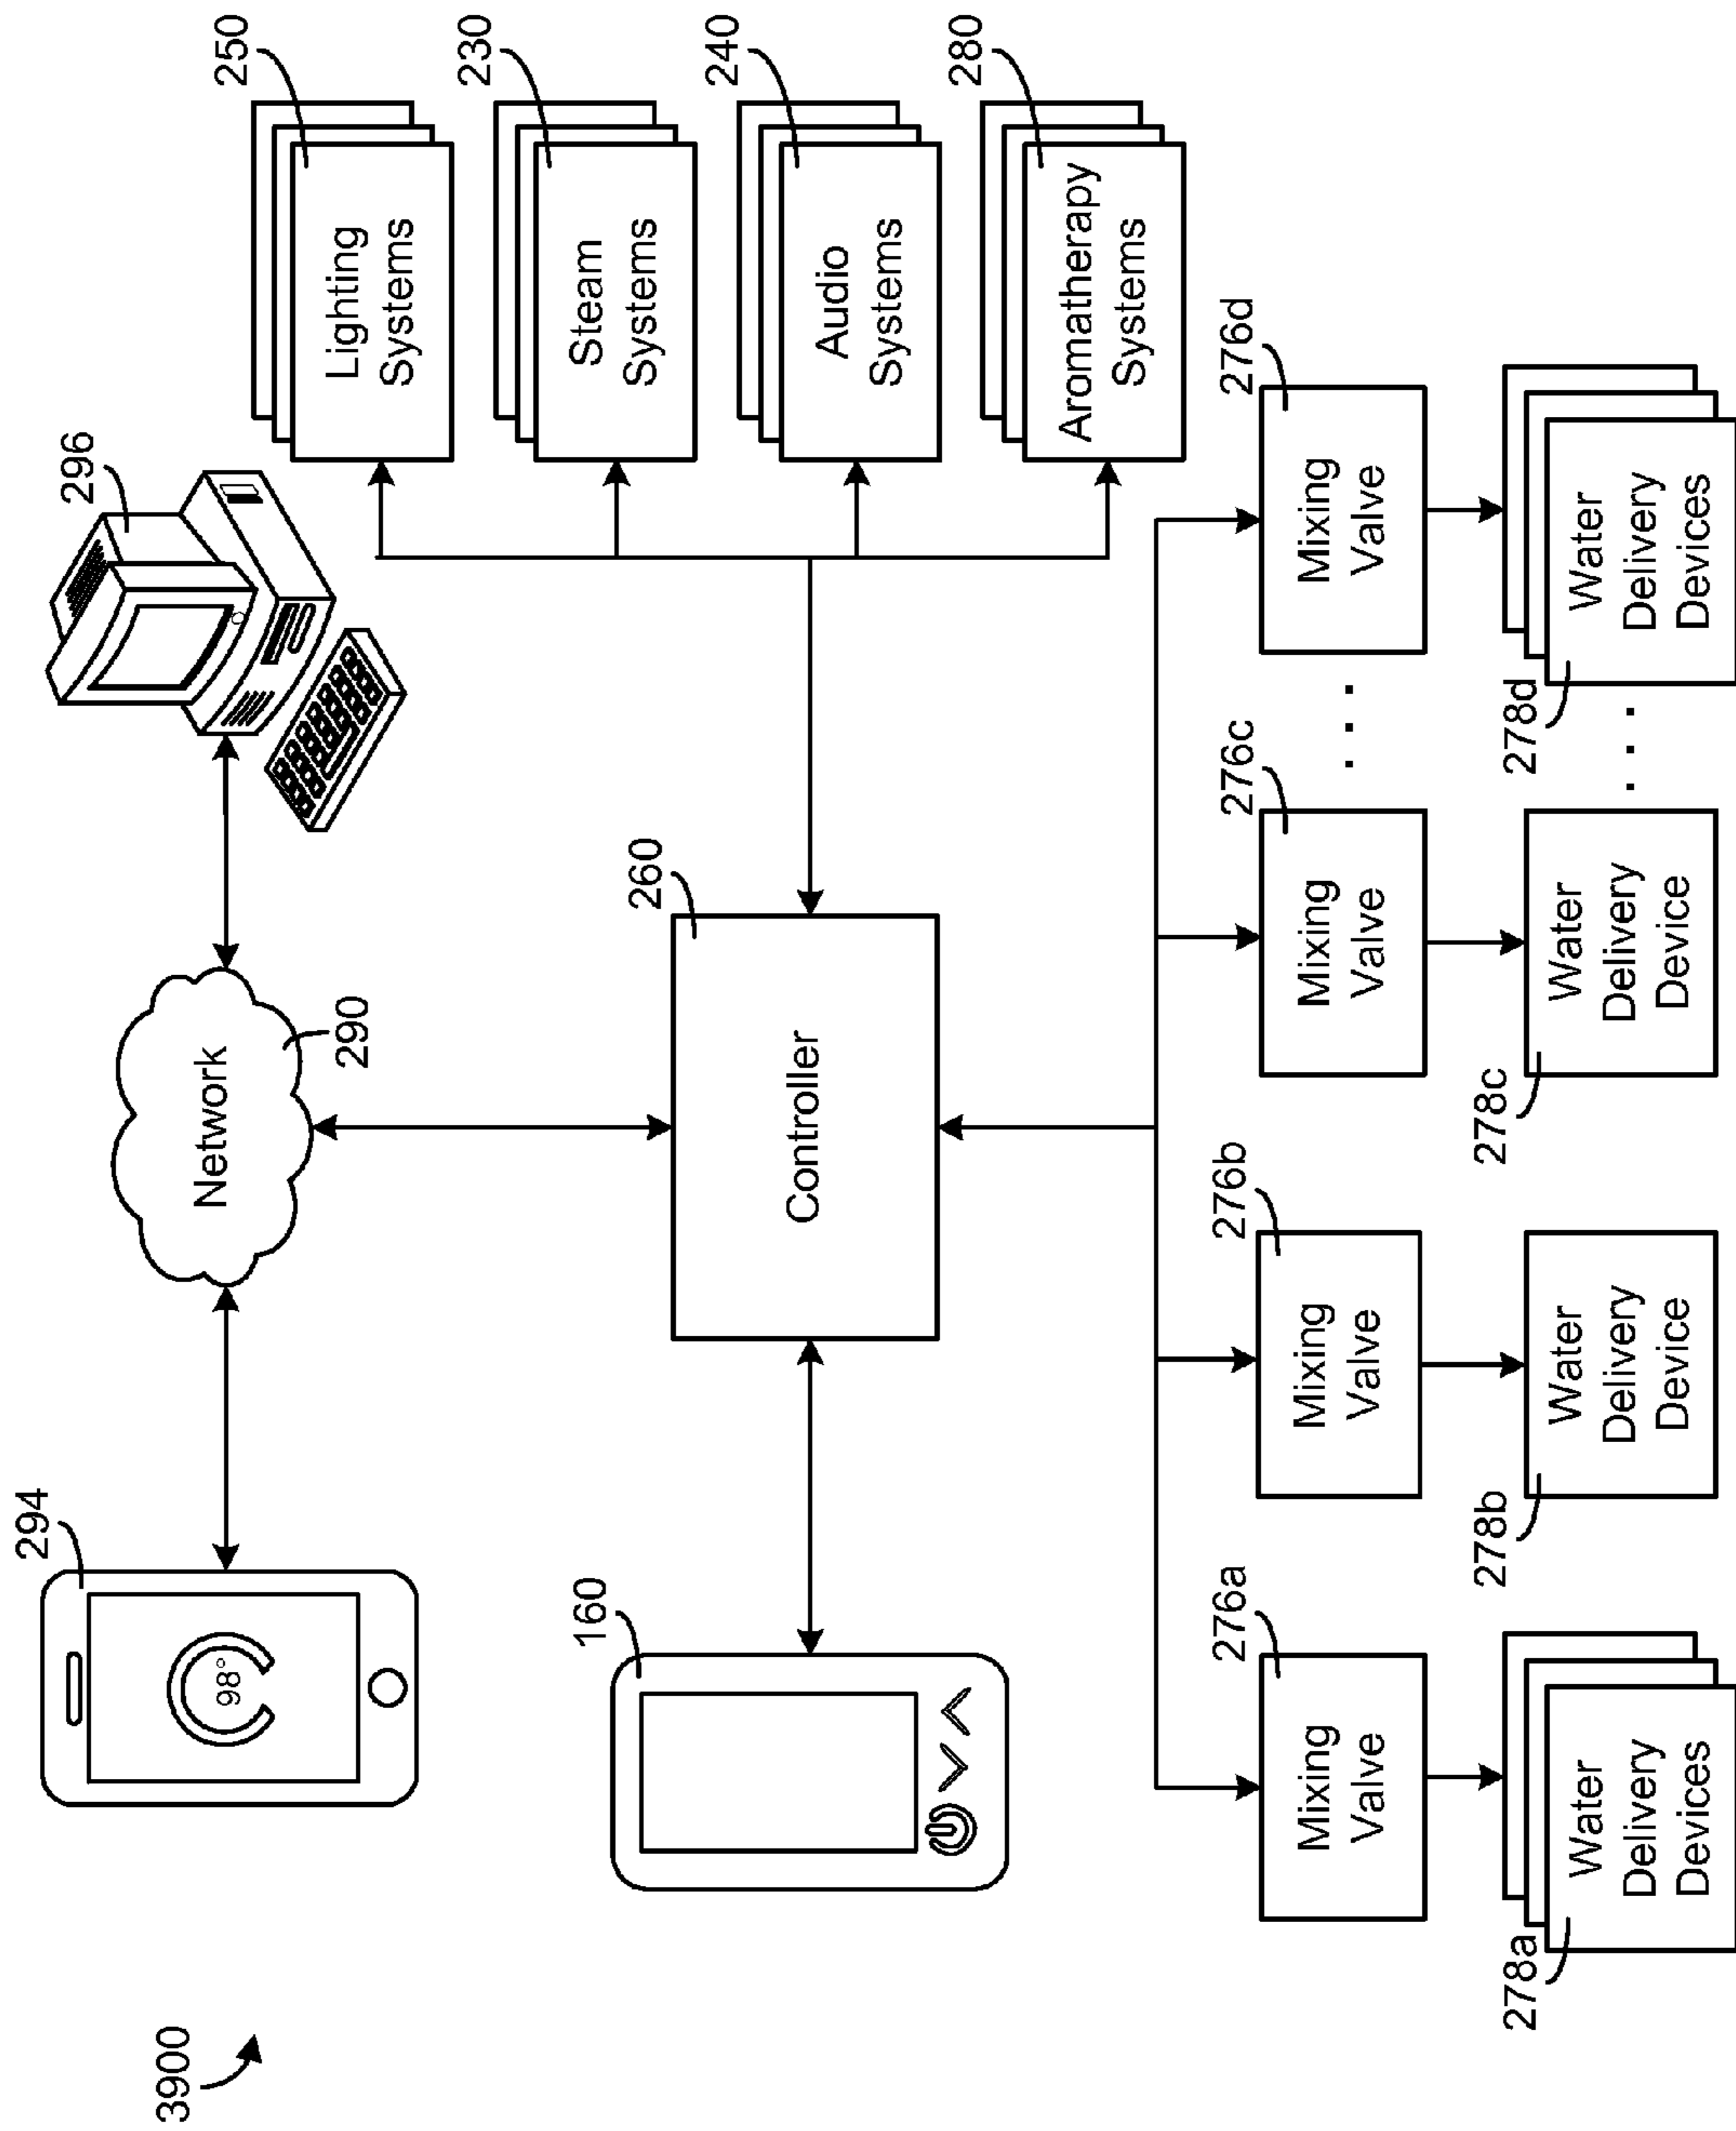 3900
294
98°
Network
290
296
160
Controller
260
Lighting
Systems
250
Steam
Systems
230
Audio
Systems
240
Aromatherapy
Systems
280
Mixing
Valve
276a
Mixing
Valve
276b
Mixing
Valve
276c
. . .
Mixing
Valve
276d
Water
Delivery
Devices
278a
Water
Delivery
Device
278b
Water
Delivery
Device
278c
. . .
Water
Delivery
Devices
278d